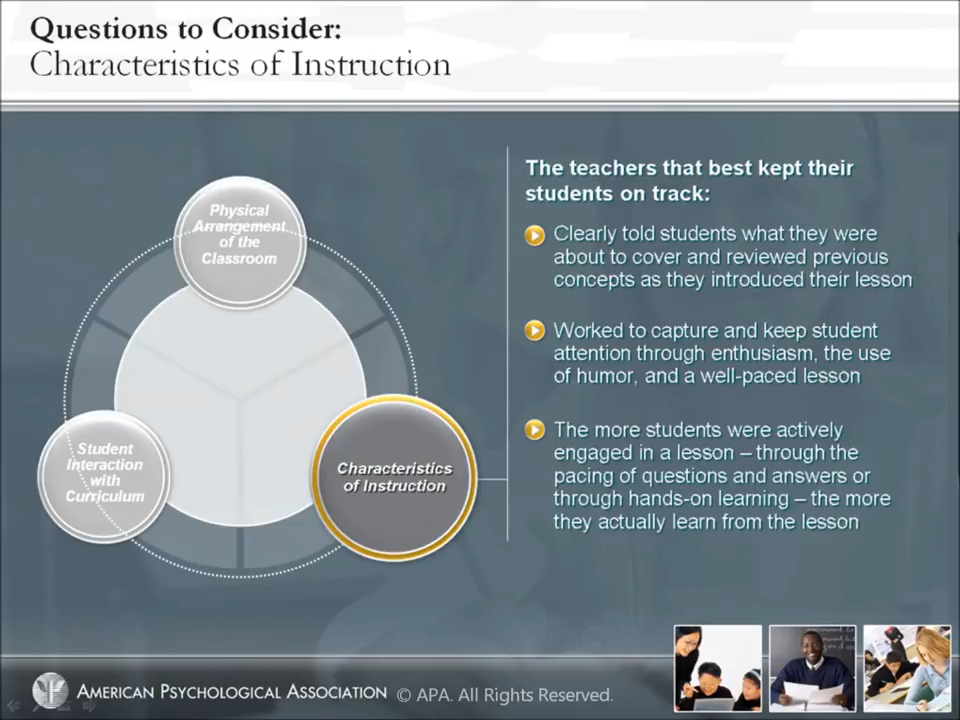 Questions to Consider:
Characteristics of Instruction
Physical
Arrangement
of the
Classroom
Student
Interaction
with
Curriculum
Characteristics
of Instruction
The teachers that best kept their
students on track:
Clearly told students what they were
about to cover and reviewed previous
concepts as they introduced their lesson
Worked to capture and keep student
attention through enthusiasm, the use
of humor, and a well-paced lesson
The more students were actively
engaged in a lesson – through the
pacing of questions and answers or
through hands-on learning – the more
they actually learn from the lesson
AMERICAN PSYCHOLOGICAL ASSOCIATION © APA. All Rights Reserved.